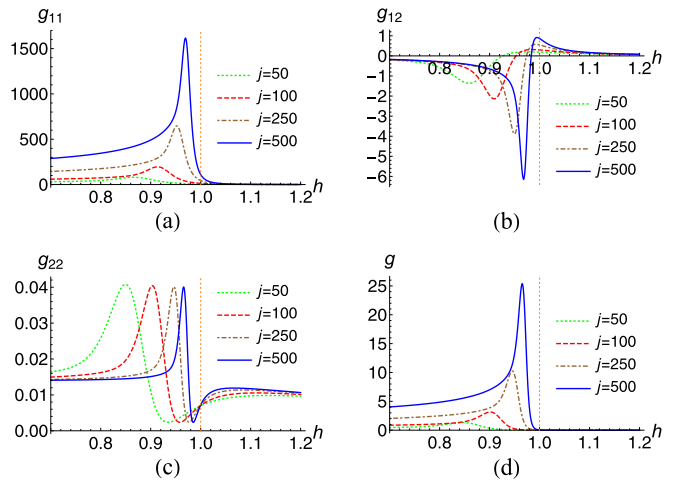 g11
1500
1000
500
0
0.8 0.9 1.0 1.1 1.2
h
j=50
j=100
j=250
j=500
(a)
g12
1
-1
-2
-3
-4
-5
-6
0.8 0.9 1.0 1.1 1.2
h
j=50
j=100
j=250
j=500
(b)
g22
0.04
0.03
0.02
0.01
0.00
0.8 0.9 1.0 1.1 1.2
h
j=50
j=100
j=250
j=500
(c)
g
25
20
15
10
5
0
0.8 0.9 1.0 1.1 1.2
h
j=50
j=100
j=250
j=500
(d)